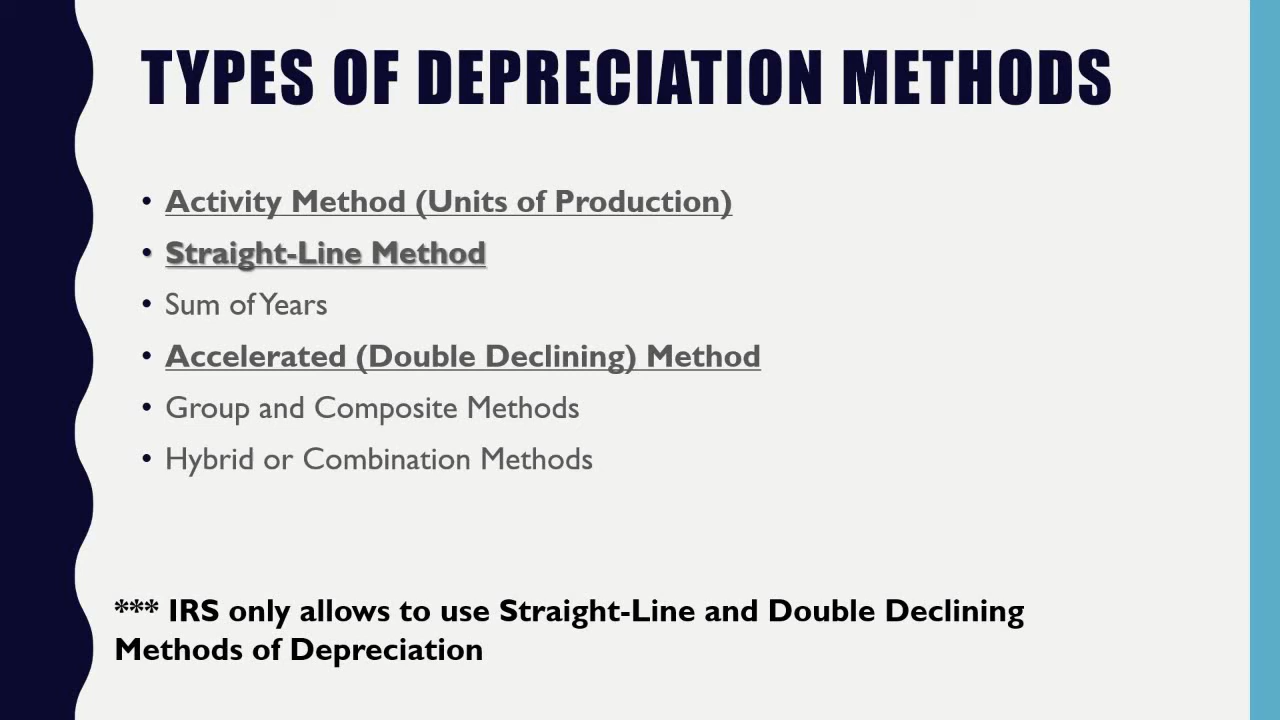 TYPES OF DEPRECIATION METHODS
• Activity Method (Units of Production)
• Straight-Line Method
• Sum of Years
• Accelerated (Double Declining) Method
• Group and Composite Methods
• Hybrid or Combination Methods
*** IRS only allows to use Straight-Line and Double Declining
Methods of Depreciation